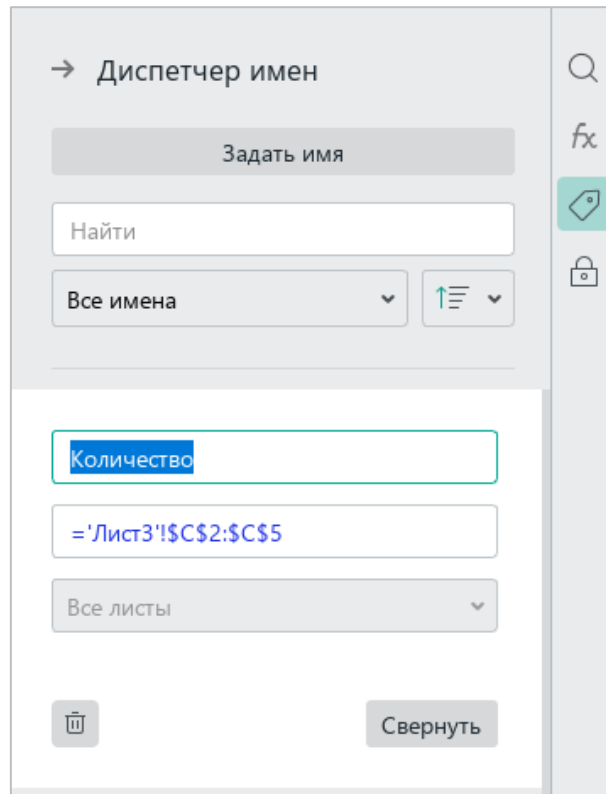 Диспетчер имен
Задать имя
Найти
Все имена
Количество
='Лист3'!$C$2:$C$5
Все листы
Свернуть
fx